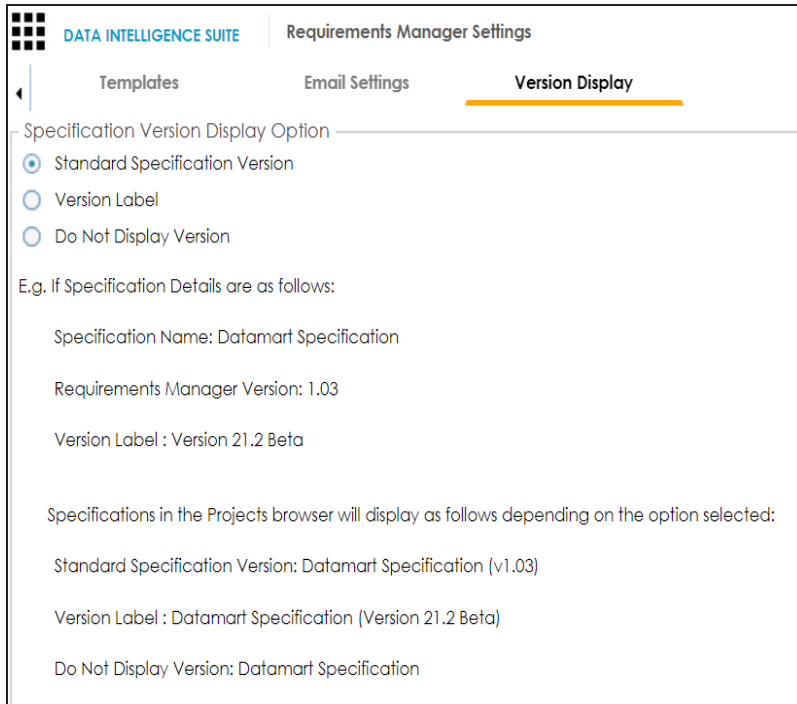 DATA INTELLIGENCE SUITE
Requirements Manager Settings
Templates
Email Settings
Version Display
Specification Version Display Option
Standard Specification Version
Version Label
Do Not Display Version
E.g. If Specification Details are as follows:
Specification Name: Datamart Specification
Requirements Manager Version: 1.03
Version Label : Version 21.2 Beta
Specifications in the Projects browser will display as follows depending on the option selected:
Standard Specification Version: Datamart Specification (v1.03)
Version Label : Datamart Specification (Version 21.2 Beta)
Do Not Display Version: Datamart Specification